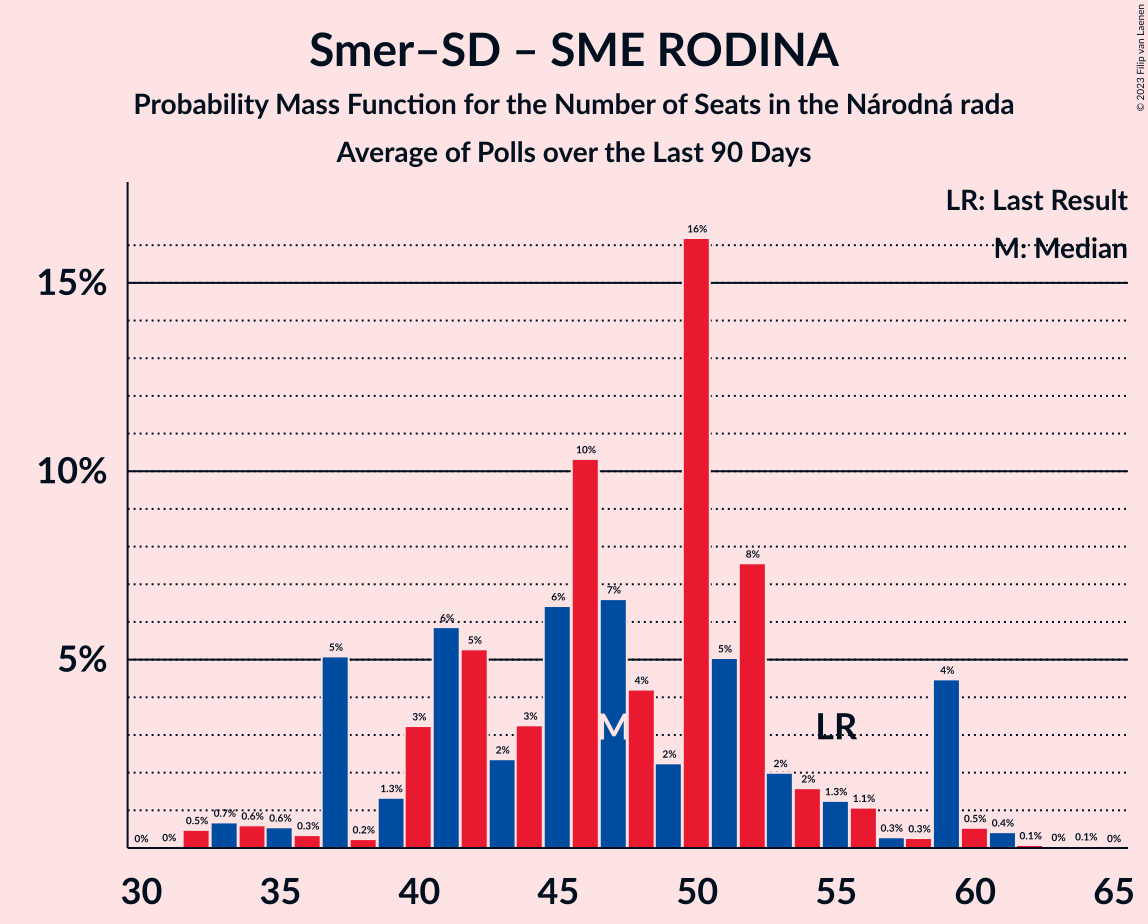 Smer–SD – SME RODINA
Probability Mass Function for the Number of Seats in the Národná rada
Average of Polls over the Last 90 Days
© 2023 Filip van Laenen
LR: Last Result
M: Median
15%
10%
5%
0% 0% 0.5% 0.7% 0.6% 0.6% 0.3% 5% 0.2% 1.3% 3% 6% 5% 2% 3% 6% 10% 7% 4% 2% 16% 5% 8% 2% 2% 1.3% 1.1% 0.3% 0.3% 4% 0.5% 0.4% 0.1% 0% 0.1% 0%
M LR
30 35 40 45 50 55 60 65